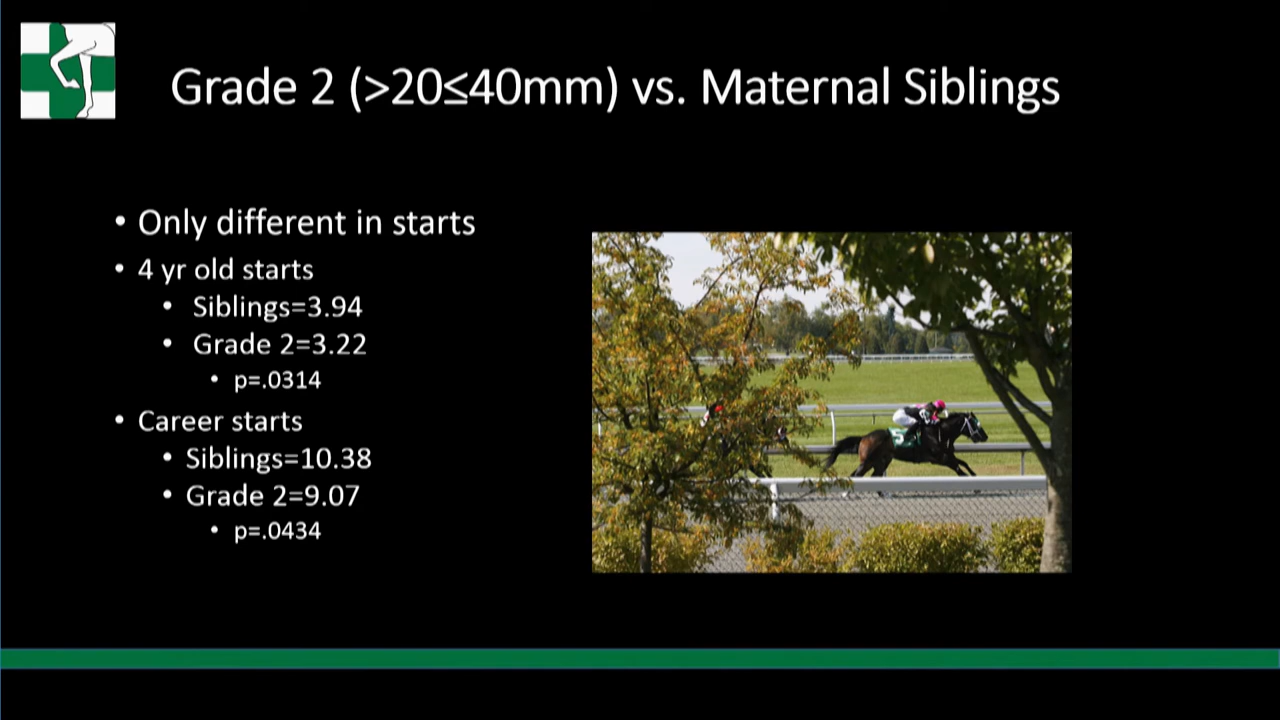 Grade 2 (>20≤40mm) vs. Maternal Siblings
• Only different in starts
• 4 yr old starts
• Siblings=3.94
• Grade 2=3.22
• p=.0314
• Career starts
• Siblings=10.38
• Grade 2=9.07
• p=.0434
5